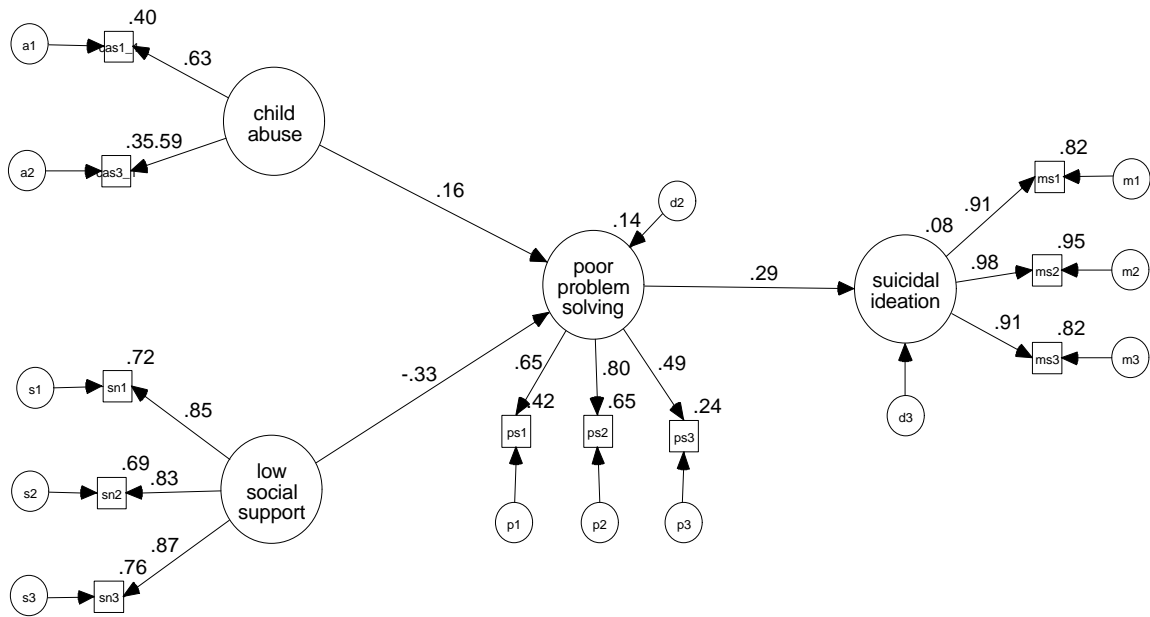 .40
a1
cas1_1
.63
child
abuse
.35
.59
a2
cas3_1
.16
d2
.14
poor
problem
solving
.29
.08
suicidal
ideation
.82
ms1
m1
.91
.95
.98
ms2
m2
.82
.91
ms3
m3
d3
.65
.80
.49
.42
.65
.24
ps1
ps2
ps3
p1
p2
p3
-.33
.72
s1
sn1
.85
.69
.83
s2
sn2
low
social
support
.87
.76
s3
sn3